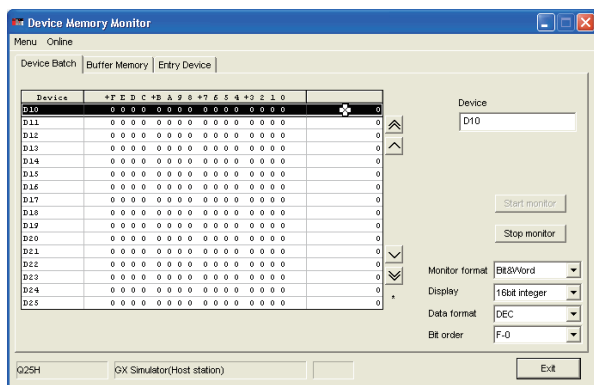 Device Memory Monitor
Menu Online
Device Batch Buffer Memory Entry Device
Device +F E D C +B A 9 8 +7 6 5 4 +3 2 1 0
D10 0 0 0 0 0 0 0 0 0 0 0 0 0 0 0 0 0
D11 0 0 0 0 0 0 0 0 0 0 0 0 0 0 0 0 0
D12 0 0 0 0 0 0 0 0 0 0 0 0 0 0 0 0 0
D13 0 0 0 0 0 0 0 0 0 0 0 0 0 0 0 0 0
D14 0 0 0 0 0 0 0 0 0 0 0 0 0 0 0 0 0
D15 0 0 0 0 0 0 0 0 0 0 0 0 0 0 0 0 0
D16 0 0 0 0 0 0 0 0 0 0 0 0 0 0 0 0 0
D17 0 0 0 0 0 0 0 0 0 0 0 0 0 0 0 0 0
D18 0 0 0 0 0 0 0 0 0 0 0 0 0 0 0 0 0
D19 0 0 0 0 0 0 0 0 0 0 0 0 0 0 0 0 0
D20 0 0 0 0 0 0 0 0 0 0 0 0 0 0 0 0 0
D21 0 0 0 0 0 0 0 0 0 0 0 0 0 0 0 0 0
D22 0 0 0 0 0 0 0 0 0 0 0 0 0 0 0 0 0
D23 0 0 0 0 0 0 0 0 0 0 0 0 0 0 0 0 0
D24 0 0 0 0 0 0 0 0 0 0 0 0 0 0 0 0 0
D25 0 0 0 0 0 0 0 0 0 0 0 0 0 0 0 0 0
*
Device
D10
Start monitor
Stop monitor
Monitor format Bit&Word
Display 16bit integer
Data format DEC
Bit order F-0
Q25H GX Simulator(Host station) Exit